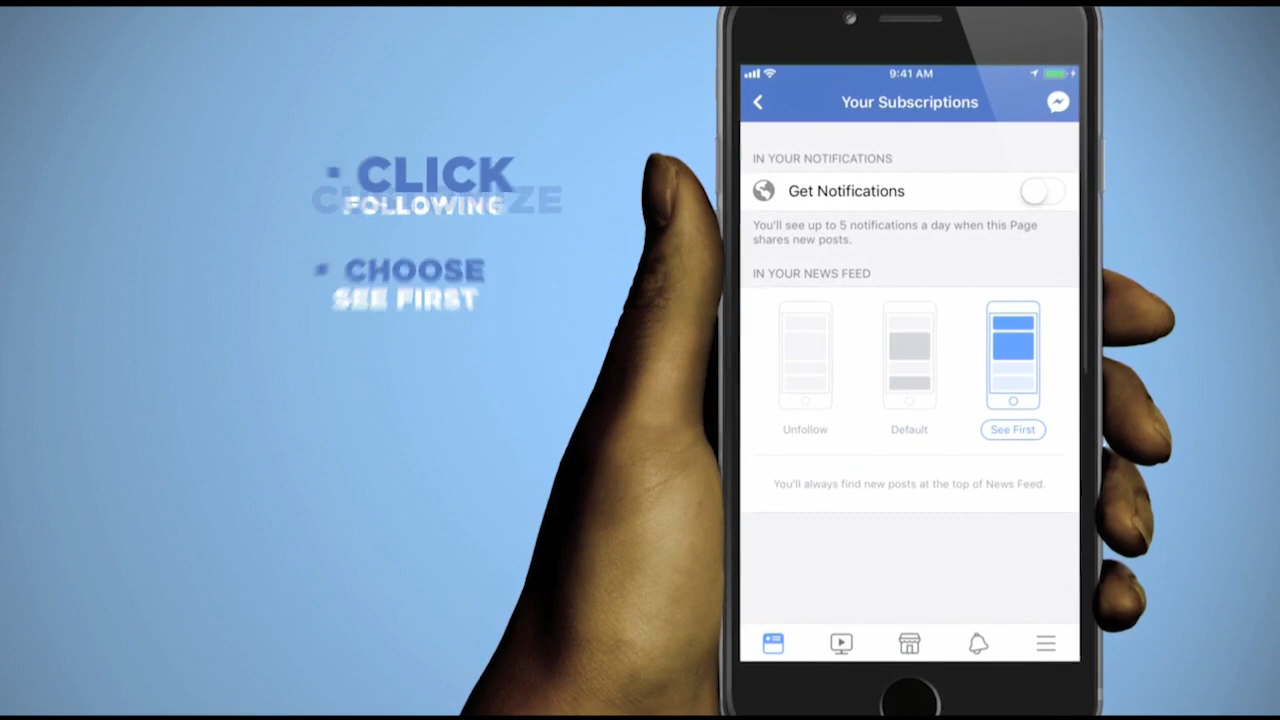 • CLICK
FOLLOWING
• CHOOSE
SEE FIRST
9:41 AM
Your Subscriptions
IN YOUR NOTIFICATIONS
Get Notifications
You'll see up to 5 notifications a day when this Page
shares new posts.
IN YOUR NEWS FEED
Unfollow
Default
See First
You'll always find new posts at the top of News Feed.